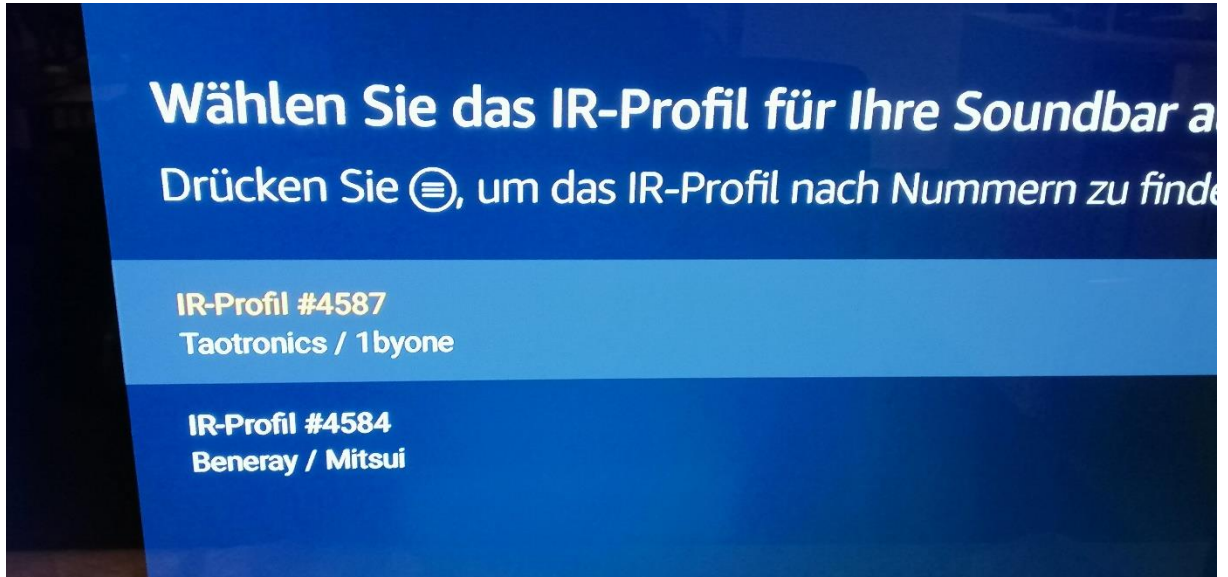 Wählen Sie das IR-Profil für Ihre Soundbar
Drücken Sie, um das IR-Profil nach Nummern zu
IR-Profil #4587
Taotronics / 1byone
IR-Profil #4584
Beneray / Mitsui